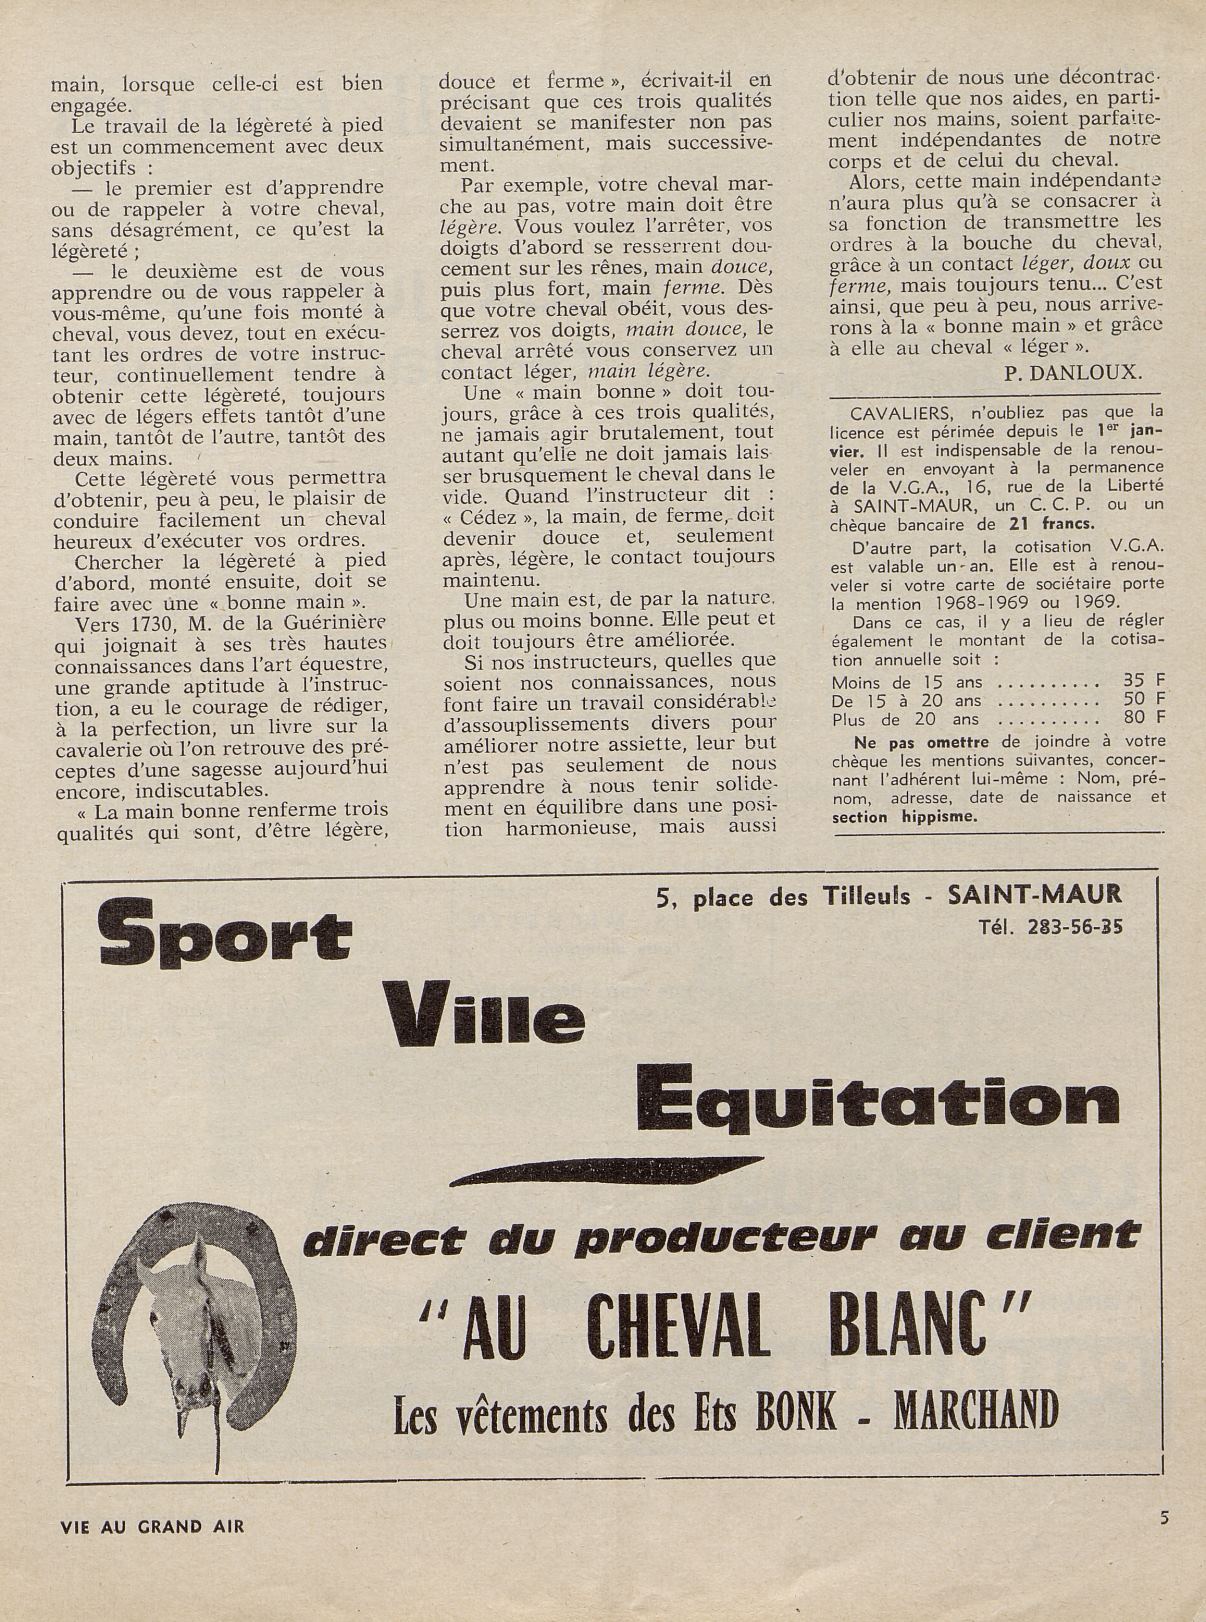 main, lorsque celle-ci est bien
engagée.
Le travail de la légèreté à pied
est un commencement avec deux
objectifs :
— le premier est d'apprendre
ou de rappeler à votre cheval,
sans désagrément, ce qu'est la
légèreté ;
— le deuxième est de vous
apprendre ou de vous rappeler à
vous-même, qu'une fois monté à
cheval, vous devez, tout en exécu-
tant les ordres de votre instruc-
teur, continuellement tendre à
obtenir cette légèreté, toujours
avec de légers effets tantôt d'une
main, tantôt de l'autre, tantôt des
deux mains.
Cette légèreté vous permettra
d'obtenir, peu à peu, le plaisir de
conduire facilement un cheval
heureux d'exécuter vos ordres.
Chercher la légèreté à pied
d'abord, monté ensuite, doit se
faire avec une « bonne main ».
Vers 1730, M. de la Guérinière
qui joignait à ses très hautes
connaissances dans l'art équestre,
une grande aptitude à l'instruc-
tion, a eu le courage de rédiger,
à la perfection, un livre sur la
cavalerie où l'on retrouve des pré-
ceptes d'une sagesse aujourd'hui
encore, indiscutables.
« La main bonne renferme trois
qualités qui sont, d'être légère,
douce et ferme », écrivait-il en
précisant que ces trois qualités
devaient se manifester non pas
simultanément, mais successive-
ment.
Par exemple, votre cheval mar-
che au pas, votre main doit être
légère. Vous voulez l'arrêter, vos
doigts d'abord se resserrent dou-
cement sur les rênes, main douce,
puis plus fort, main ferme. Dès
que votre cheval obéit, vous des-
serrez vos doigts, main douce, le
cheval arrêté vous conservez un
contact léger, main légère.
Une « main bonne » doit tou-
jours, grâce à ces trois qualités,
ne jamais agir brutalement, tout
autant qu'elle ne doit jamais lais-
ser brusquement le cheval dans le
vide. Quand l'instructeur dit :
« Cédez », la main, de ferme, doit
devenir douce et, seulement
après, légère, le contact toujours
maintenu.
Une main est, de par la nature,
plus ou moins bonne. Elle peut et
doit toujours être améliorée.
Si nos instructeurs, quelles que
soient nos connaissances, nous
font faire un travail considérable
d'assouplissements divers pour
améliorer notre assiette, leur but
n'est pas seulement de nous
apprendre à nous tenir solide-
ment en équilibre dans une posi-
tion harmonieuse, mais aussi
d'obtenir de nous une décontrac-
tion telle que nos aides, en parti-
culier nos mains, soient parfaite-
ment indépendantes de notre
corps et de celui du cheval.
Alors, cette main indépendante
n'aura plus qu'à se consacrer à
sa fonction de transmettre les
ordres à la bouche du cheval,
grâce à un contact léger, doux ou
ferme, mais toujours tenu... C'est
ainsi, que peu à peu, nous arrive-
rons à la « bonne main » et grâce
à elle au cheval « léger ».
P. DANLOUX.
CAVALIERS, n'oubliez pas que la
licence est périmée depuis le 1er jan-
vier. Il est indispensable de la renou-
veler en envoyant à la permanence
de la V.G.A., 16, rue de la Liberté
à SAINT-MAUR, un C.C.P. ou un
chèque bancaire de 21 francs.
D'autre part, la cotisation V.G.A.
est valable un-an. Elle est à renou-
veler si votre carte de sociétaire porte
la mention 1968-1969 ou 1969.
Dans ce cas, il y a lieu de régler
également le montant de la cotisa-
tion annuelle soit :
Moins de 15 ans .......... 35 F
De 15 à 20 ans .......... 50 F
Plus de 20 ans .......... 80 F
Ne pas omettre de joindre à votre
chèque les mentions suivantes, concer-
nant l'adhérent lui-même : Nom, pré-
nom, adresse, date de naissance et
section hippisme.
5, place des Tilleuls - SAINT-MAUR
Tél. 283-56-35
Sport
Ville
Equitation
direct du producteur au client
"AU CHEVAL BLANC"
Les vêtements des Ets BONK - MARCHAND
VIE AU GRAND AIR
5